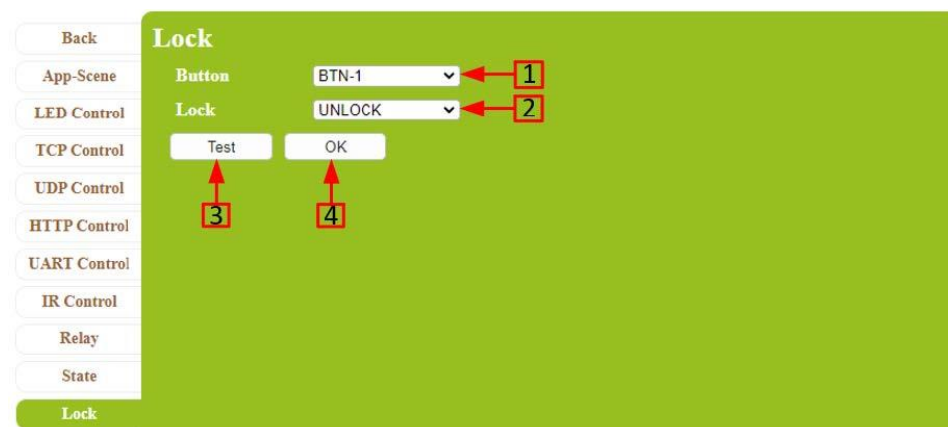 Back
App-Scene
LED Control
TCP Control
UDP Control
HTTP Control
UART Control
IR Control
Relay
State
Lock
Lock
Button BTN-1 1
Lock UNLOCK 2
Test OK
3 4